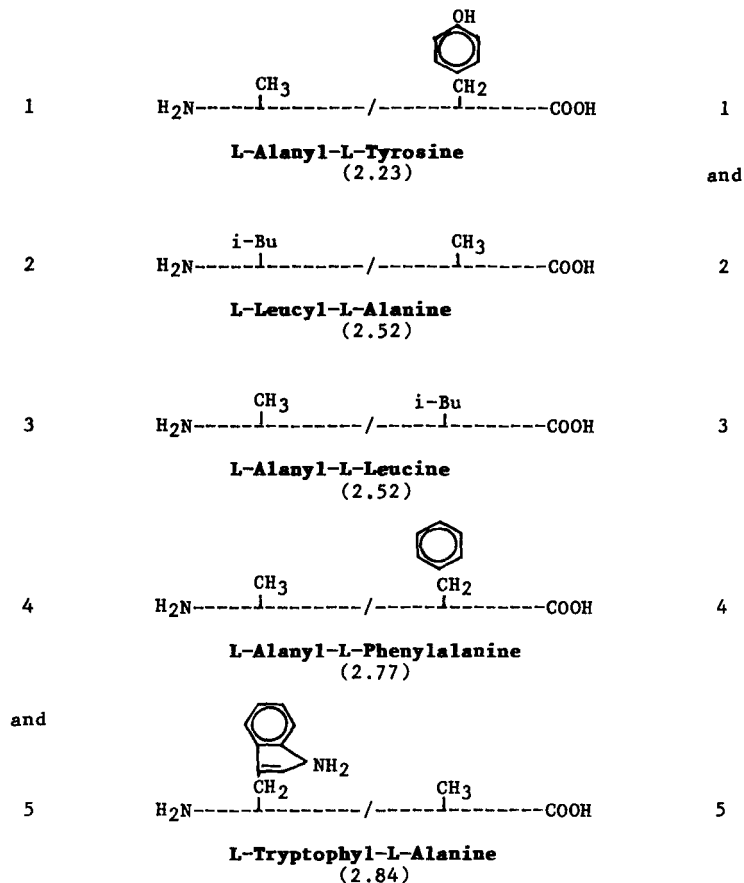 OH
CH3
CH2
1 H2N-------------------/-------------------COOH 1
L-Alanyl-L-Tyrosine
(2.23)
and
i-Bu CH3
2 H2N-------------------/-------------------COOH 2
L-Leucyl-L-Alanine
(2.52)
CH3 i-Bu
3 H2N-------------------/-------------------COOH 3
L-Alanyl-L-Leucine
(2.52)
CH3 CH2
4 H2N-------------------/-------------------COOH 4
L-Alanyl-L-Phenylalanine
(2.77)
and
NH2
CH2 CH3
5 H2N-------------------/-------------------COOH 5
L-Tryptophyl-L-Alanine
(2.84)